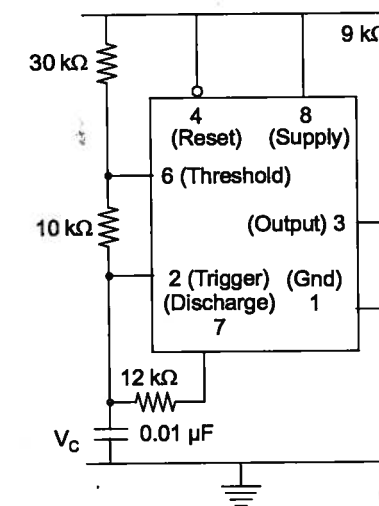 9 kΩ
30 kΩ
4
(Reset)
8
(Supply)
6 (Threshold)
10 kΩ
(Output) 3
2 (Trigger)
(Gnd)
(Discharge)
1
7
12 kΩ
V_C
0.01 μF